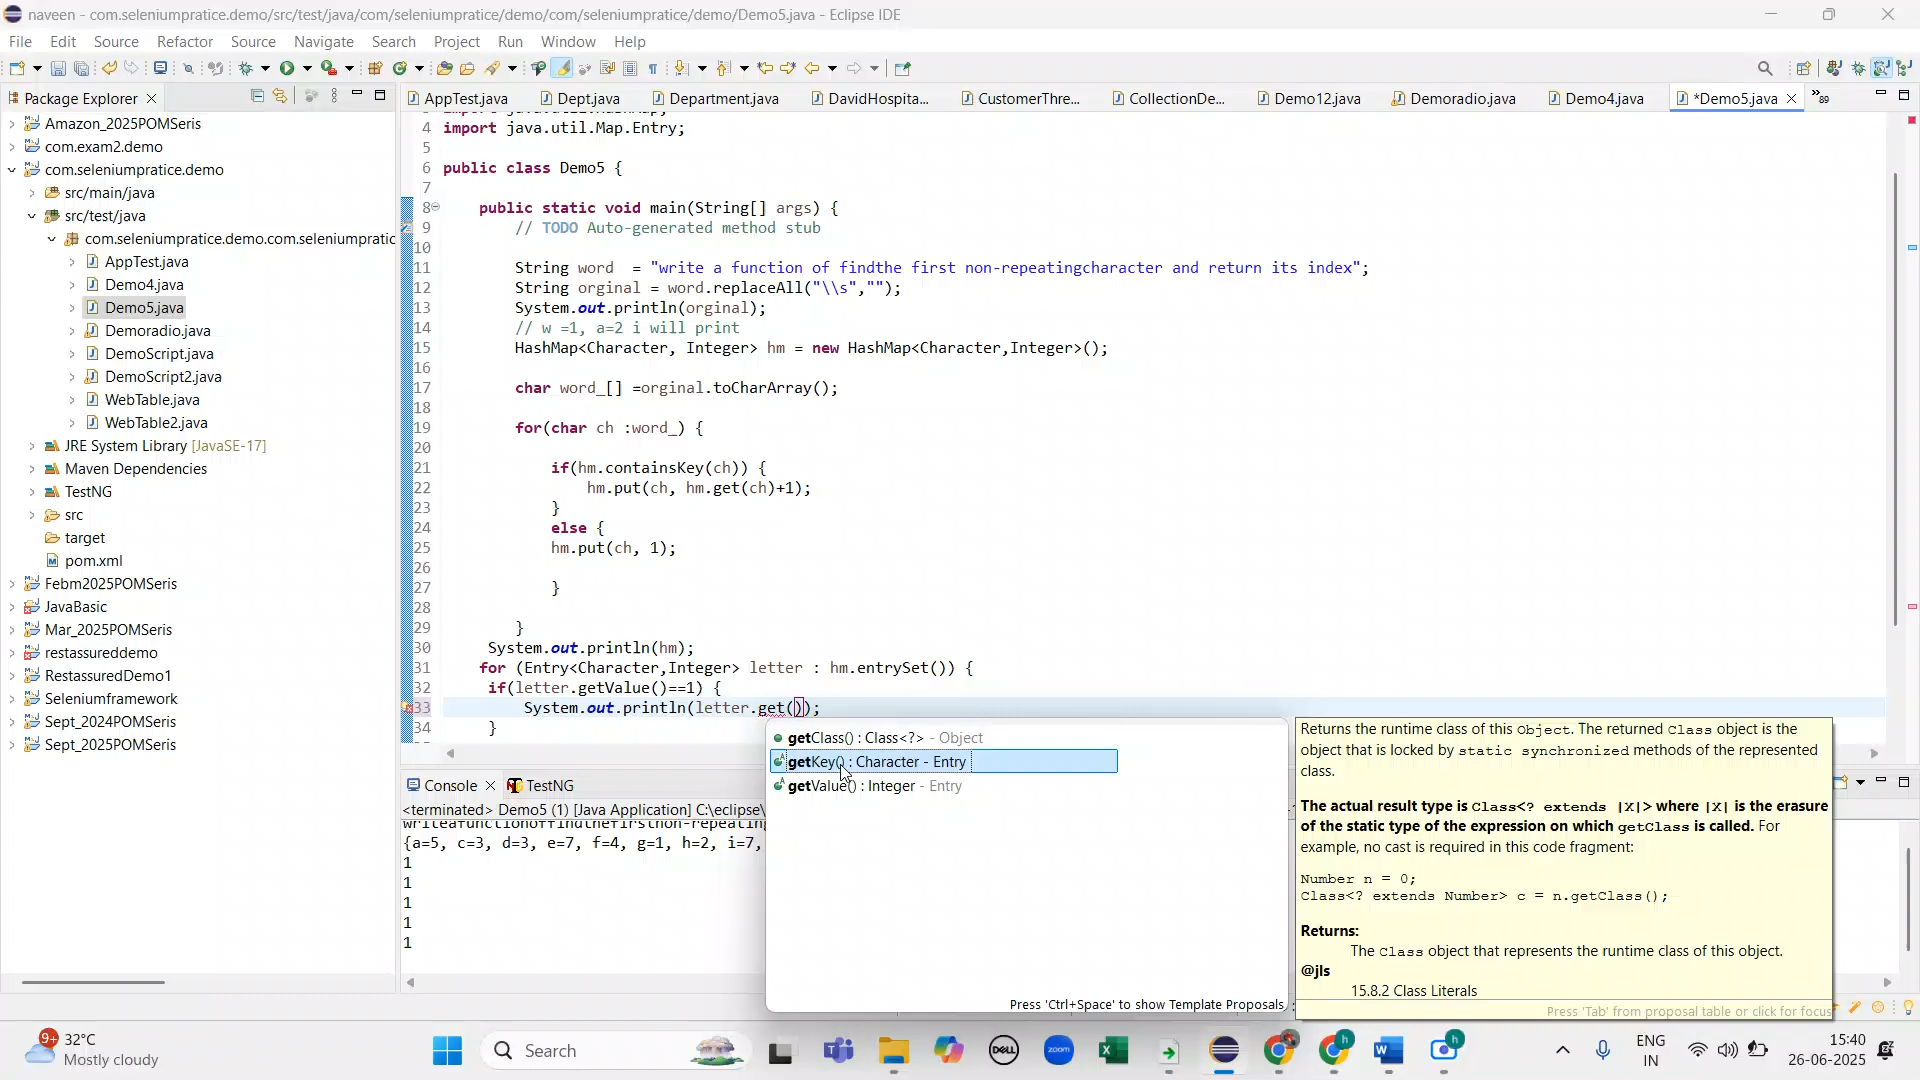 naveen - com.seleniumpratice.demo/src/test/java/com/seleniumpratice/demo/com/seleniumpratice/demo/Demo5.java - Eclipse IDE
File Edit Source Refactor Source Navigate Search Project Run Window Help
Package Explorer
AppTest.java Dept.java Department.java DavidHospita... CustomerThre... CollectionDe... Demo12.java Demoradio.java Demo4.java *Demo5.java »89
Amazon_2025POMSeris
com.exam2.demo
com.seleniumpratice.demo
src/main/java
src/test/java
com.seleniumpratice.demo.com.seleniumpratic
AppTest.java
Demo4.java
Demo5.java
Demoradio.java
DemoScript.java
DemoScript2.java
WebTable.java
WebTable2.java
JRE System Library [JavaSE-17]
Maven Dependencies
TestNG
src
target
pom.xml
Febm2025POMSeris
JavaBasic
Mar_2025POMSeris
restassureddemo
RestassuredDemo1
Seleniumframework
Sept_2024POMSeris
Sept_2025POMSeris
4 import java.util.Map.Entry;
5
6 public class Demo5 {
7
8 public static void main(String[] args) {
9 // TODO Auto-generated method stub
10
11 String word = "write a function of findthe first non-repeatingcharacter and return its index";
12 String orginal = word.replaceAll("\\s","");
13 System.out.println(orginal);
14 // w =1, a=2 i will print
15 HashMap<Character, Integer> hm = new HashMap<Character,Integer>();
16
17 char word_[] =orginal.toCharArray();
18
19 for(char ch :word_) {
20
21 if(hm.containsKey(ch)) {
22 hm.put(ch, hm.get(ch)+1);
23 }
24 else {
25 hm.put(ch, 1);
26
27 }
28
29 }
30 System.out.println(hm);
31 for (Entry<Character,Integer> letter : hm.entrySet()) {
32 if(letter.getValue()==1) {
33 System.out.println(letter.get());
34 }
getClass() : Class<?> - Object
getKey() : Character - Entry
getValue() : Integer - Entry
Press 'Ctrl+Space' to show Template Proposals
Returns the runtime class of this Object. The returned Class object is the
object that is locked by static synchronized methods of the represented
class.
The actual result type is Class<? extends |X|> where |X| is the erasure
of the static type of the expression on which getClass is called. For
example, no cast is required in this code fragment:
Number n = 0;
Class<? extends Number> c = n.getClass();
Returns:
The Class object that represents the runtime class of this object.
@jls
15.8.2 Class Literals
Press 'Tab' from proposal table or click for focus
Console TestNG
<terminated> Demo5 (1) [Java Application] C:\eclipse\
writeafunctionoffindthefirstnon-repeating
{a=5, c=3, d=3, e=7, f=4, g=1, h=2, i=7,
1
1
1
1
1
9+ 32°C
Mostly cloudy
Search
DELL
zoom
ENG
IN
15:40
26-06-2025